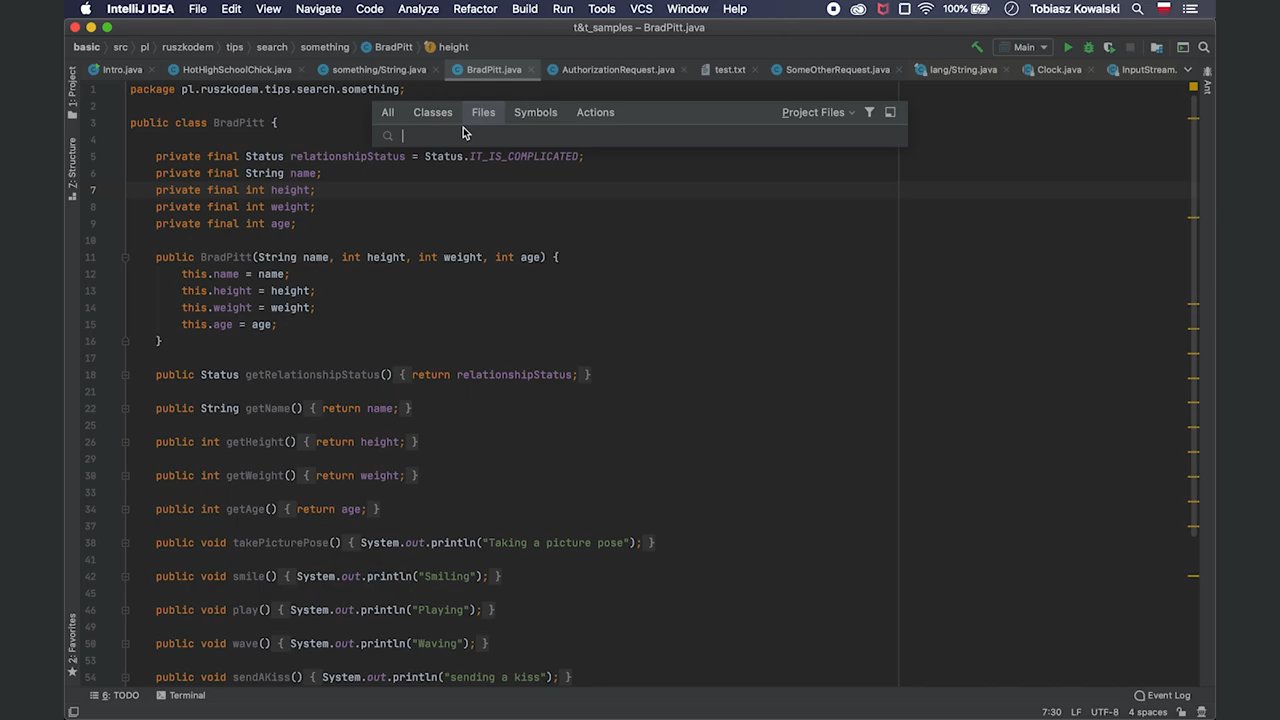 IntelliJ IDEA File Edit View Navigate Code Analyze Refactor Build Run Tools VCS Window Help 100% Tobiasz Kowalski
t&t_samples – BradPitt.java
basic src pl ruszkodem tips search something BradPitt height Main
Intro.java HotHighSchoolChick.java something/String.java BradPitt.java AuthorizationRequest.java test.txt SomeOtherRequest.java lang/String.java Clock.java InputStream.
1: Project
Z: Structure
2: Favorites
Ant
All Classes Files Symbols Actions Project Files
1 package pl.ruszkodem.tips.search.something;
2
3 public class BradPitt {
4
5 private final Status relationshipStatus = Status.IT_IS_COMPLICATED;
6 private final String name;
7 private final int height;
8 private final int weight;
9 private final int age;
10
11 public BradPitt(String name, int height, int weight, int age) {
12 this.name = name;
13 this.height = height;
14 this.weight = weight;
15 this.age = age;
16 }
17
18 public Status getRelationshipStatus() { return relationshipStatus; }
21
22 public String getName() { return name; }
25
26 public int getHeight() { return height; }
29
30 public int getWeight() { return weight; }
33
34 public int getAge() { return age; }
37
38 public void takePicturePose() { System.out.println("Taking a picture pose"); }
41
42 public void smile() { System.out.println("Smiling"); }
45
46 public void play() { System.out.println("Playing"); }
49
50 public void wave() { System.out.println("Waving"); }
53
54 public void sendAKiss() { System.out.println("sending a kiss"); }
6: TODO Terminal Event Log
7:30 LF UTF-8 4 spaces